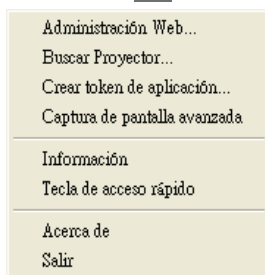 Administración Web...
Buscar Proyector...
Crear token de aplicación...
Captura de pantalla avanzada
Información
Tecla de acceso rápido
Acerca de
Salir